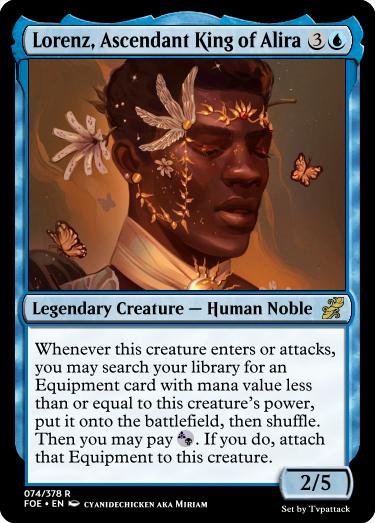 Lorenz, Ascendant King of Alira 3
Legendary Creature — Human Noble
Whenever this creature enters or attacks,
you may search your library for an
Equipment card with mana value less
than or equal to this creature's power,
put it onto the battlefield, then shuffle.
Then you may pay . If you do, attach
that Equipment to this creature.
2/5
074/378 R
FOE • EN CYANIDECHICKEN AKA MIRIAM
Set by Tvpattack